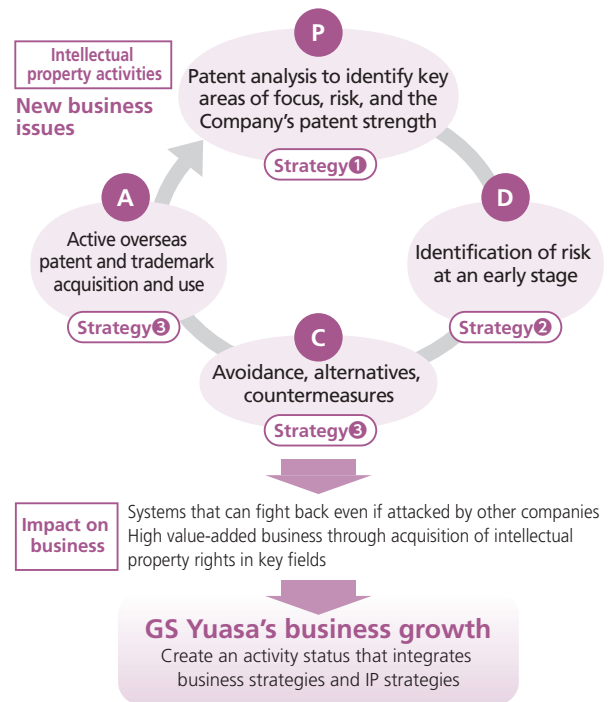 P
Intellectual
property activities
New business
issues
Patent analysis to identify key
areas of focus, risk, and the
Company's patent strength
Strategy❶
A
Active overseas
patent and trademark
acquisition and use
Strategy❸
D
Identification of risk
at an early stage
Strategy❷
C
Avoidance, alternatives,
countermeasures
Strategy❸
Impact on
business
Systems that can fight back even if attacked by other companies
High value-added business through acquisition of intellectual
property rights in key fields
GS Yuasa's business growth
Create an activity status that integrates
business strategies and IP strategies